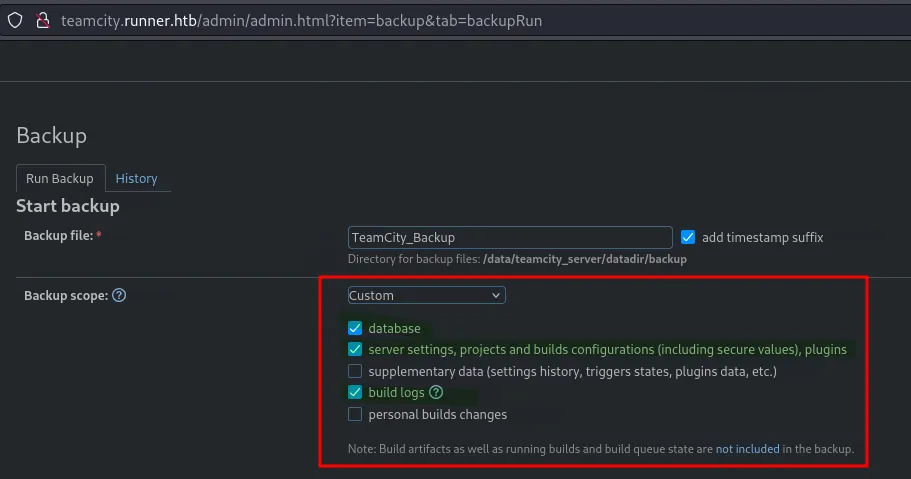 teamcity.runner.htb/admin/admin.html?item=backup&tab=backupRun
Backup
Run Backup History
Start backup
Backup file: * TeamCity_Backup add timestamp suffix
Directory for backup files: /data/teamcity_server/datadir/backup
Backup scope: ? Custom
database
server settings, projects and builds configurations (including secure values), plugins
supplementary data (settings history, triggers states, plugins data, etc.)
build logs ?
personal builds changes
Note: Build artifacts as well as running builds and build queue state are not included in the backup.